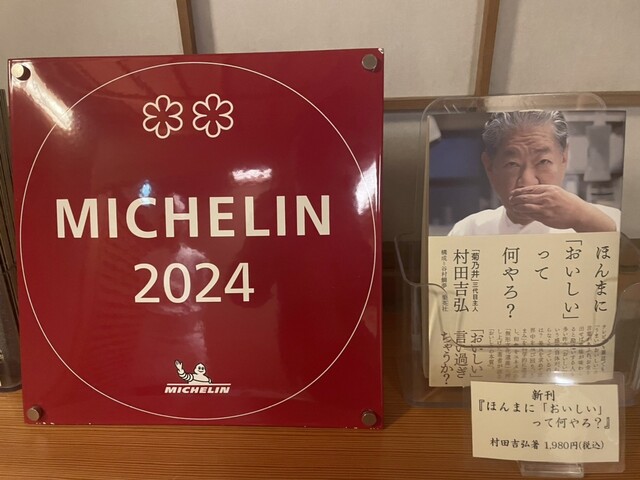 MICHELIN
2024
MICHELIN
ほんまに
「おいしい」
って
何やろ?
「菊乃井」三代目主人
村田吉弘
「おいしい」
言い過ぎ
ちゃうか?
新刊
『ほんまに「おいしい」
って何やろ?』
村田吉弘著 1,980円(税込)